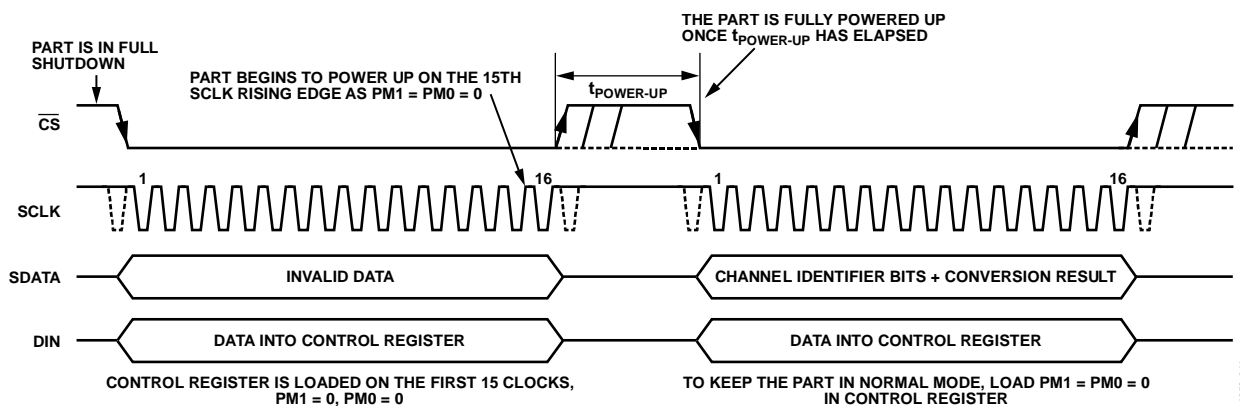 THE PART IS FULLY POWERED UP
ONCE tPOWER-UP HAS ELAPSED
PART IS IN FULL
SHUTDOWN
PART BEGINS TO POWER UP ON THE 15TH
SCLK RISING EDGE AS PM1 = PM0 = 0
tPOWER-UP
CS
1
16
1
16
SCLK
SDATA
INVALID DATA
CHANNEL IDENTIFIER BITS + CONVERSION RESULT
DIN
DATA INTO CONTROL REGISTER
DATA INTO CONTROL REGISTER
CONTROL REGISTER IS LOADED ON THE FIRST 15 CLOCKS,
PM1 = 0, PM0 = 0
TO KEEP THE PART IN NORMAL MODE, LOAD PM1 = PM0 = 0
IN CONTROL REGISTER